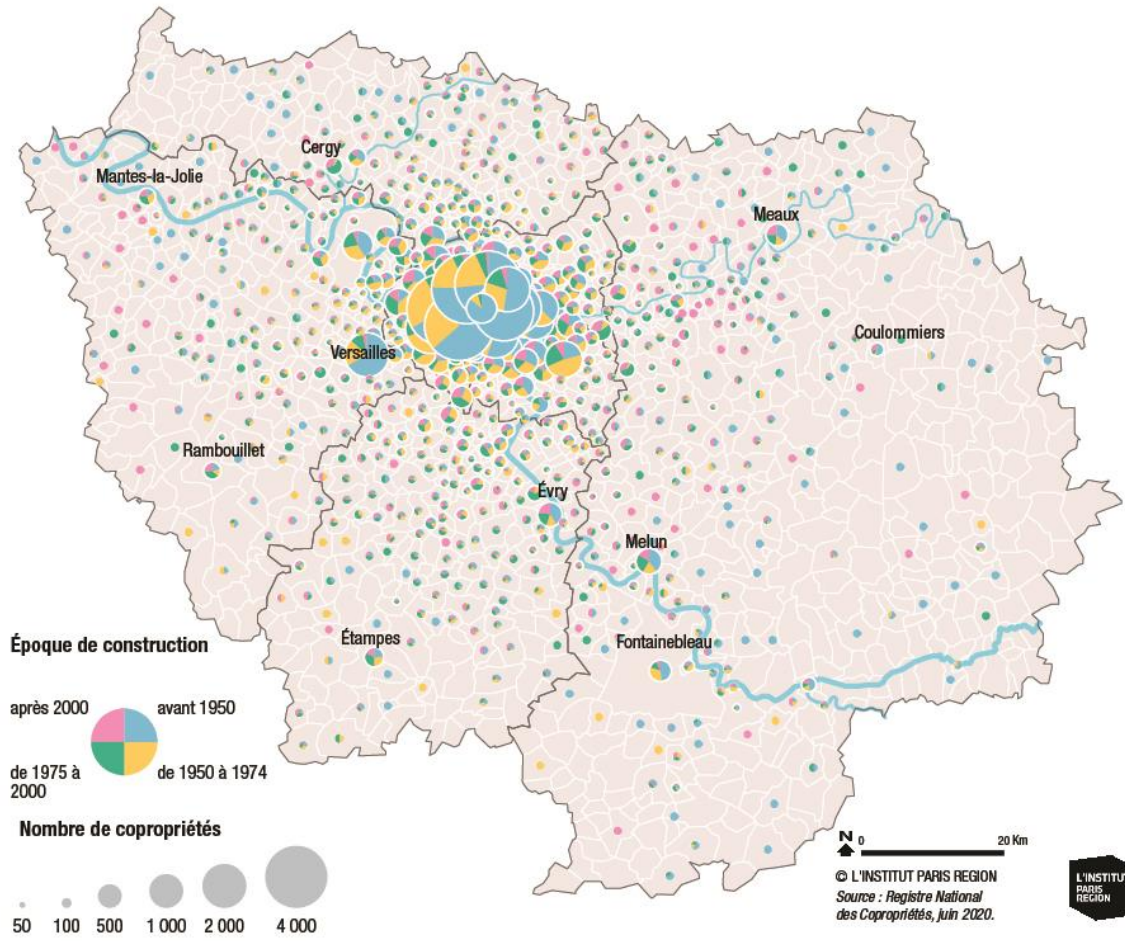 Cergy
Mantes-la-Jolie
Meaux
Coulommiers
Versailles
Rambouillet
Évry
Melun
Étampes
Fontainebleau
Époque de construction
après 2000
avant 1950
de 1975 à
2000
de 1950 à 1974
Nombre de copropriétés
50 100 500 1 000 2 000 4 000
N 0 20 Km
© L'INSTITUT PARIS REGION
Source : Registre National
des Copropriétés, juin 2020.
L'INSTITUT
PARIS
REGION